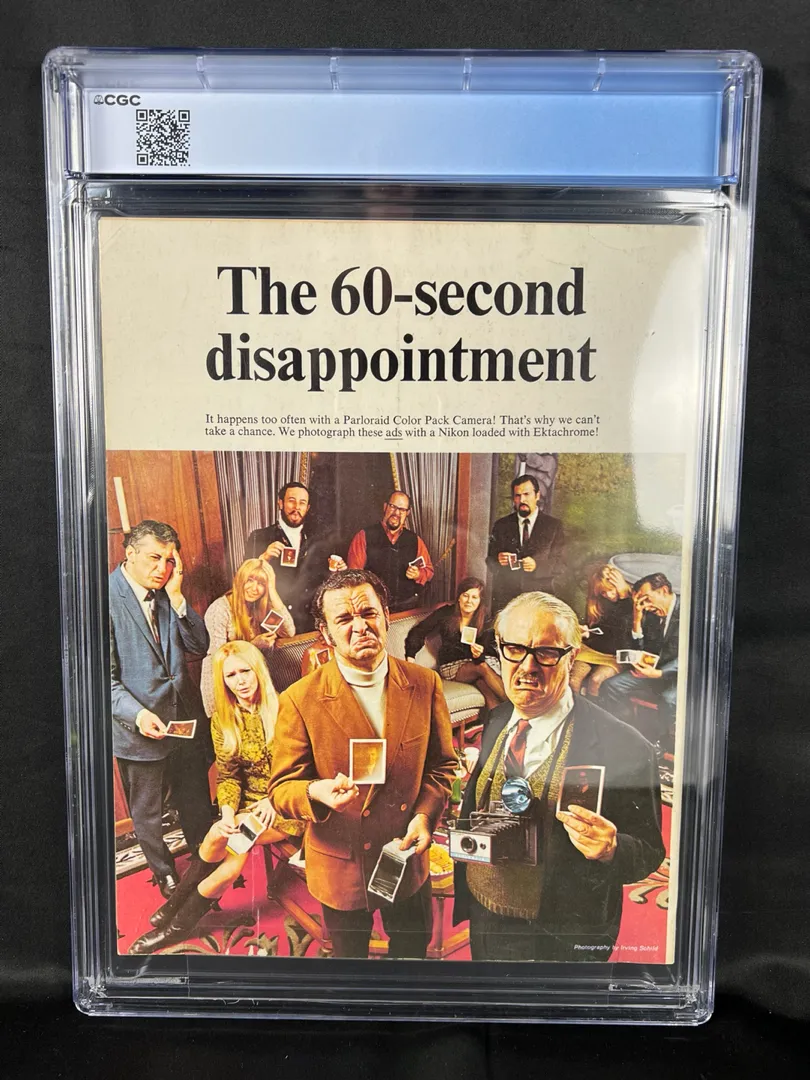 CGC
The 60-second
disappointment
It happens too often with a Parloraid Color Pack Camera! That's why we can't
take a chance. We photograph these ads with a Nikon loaded with Ektachrome!
Photography by Irving Schild